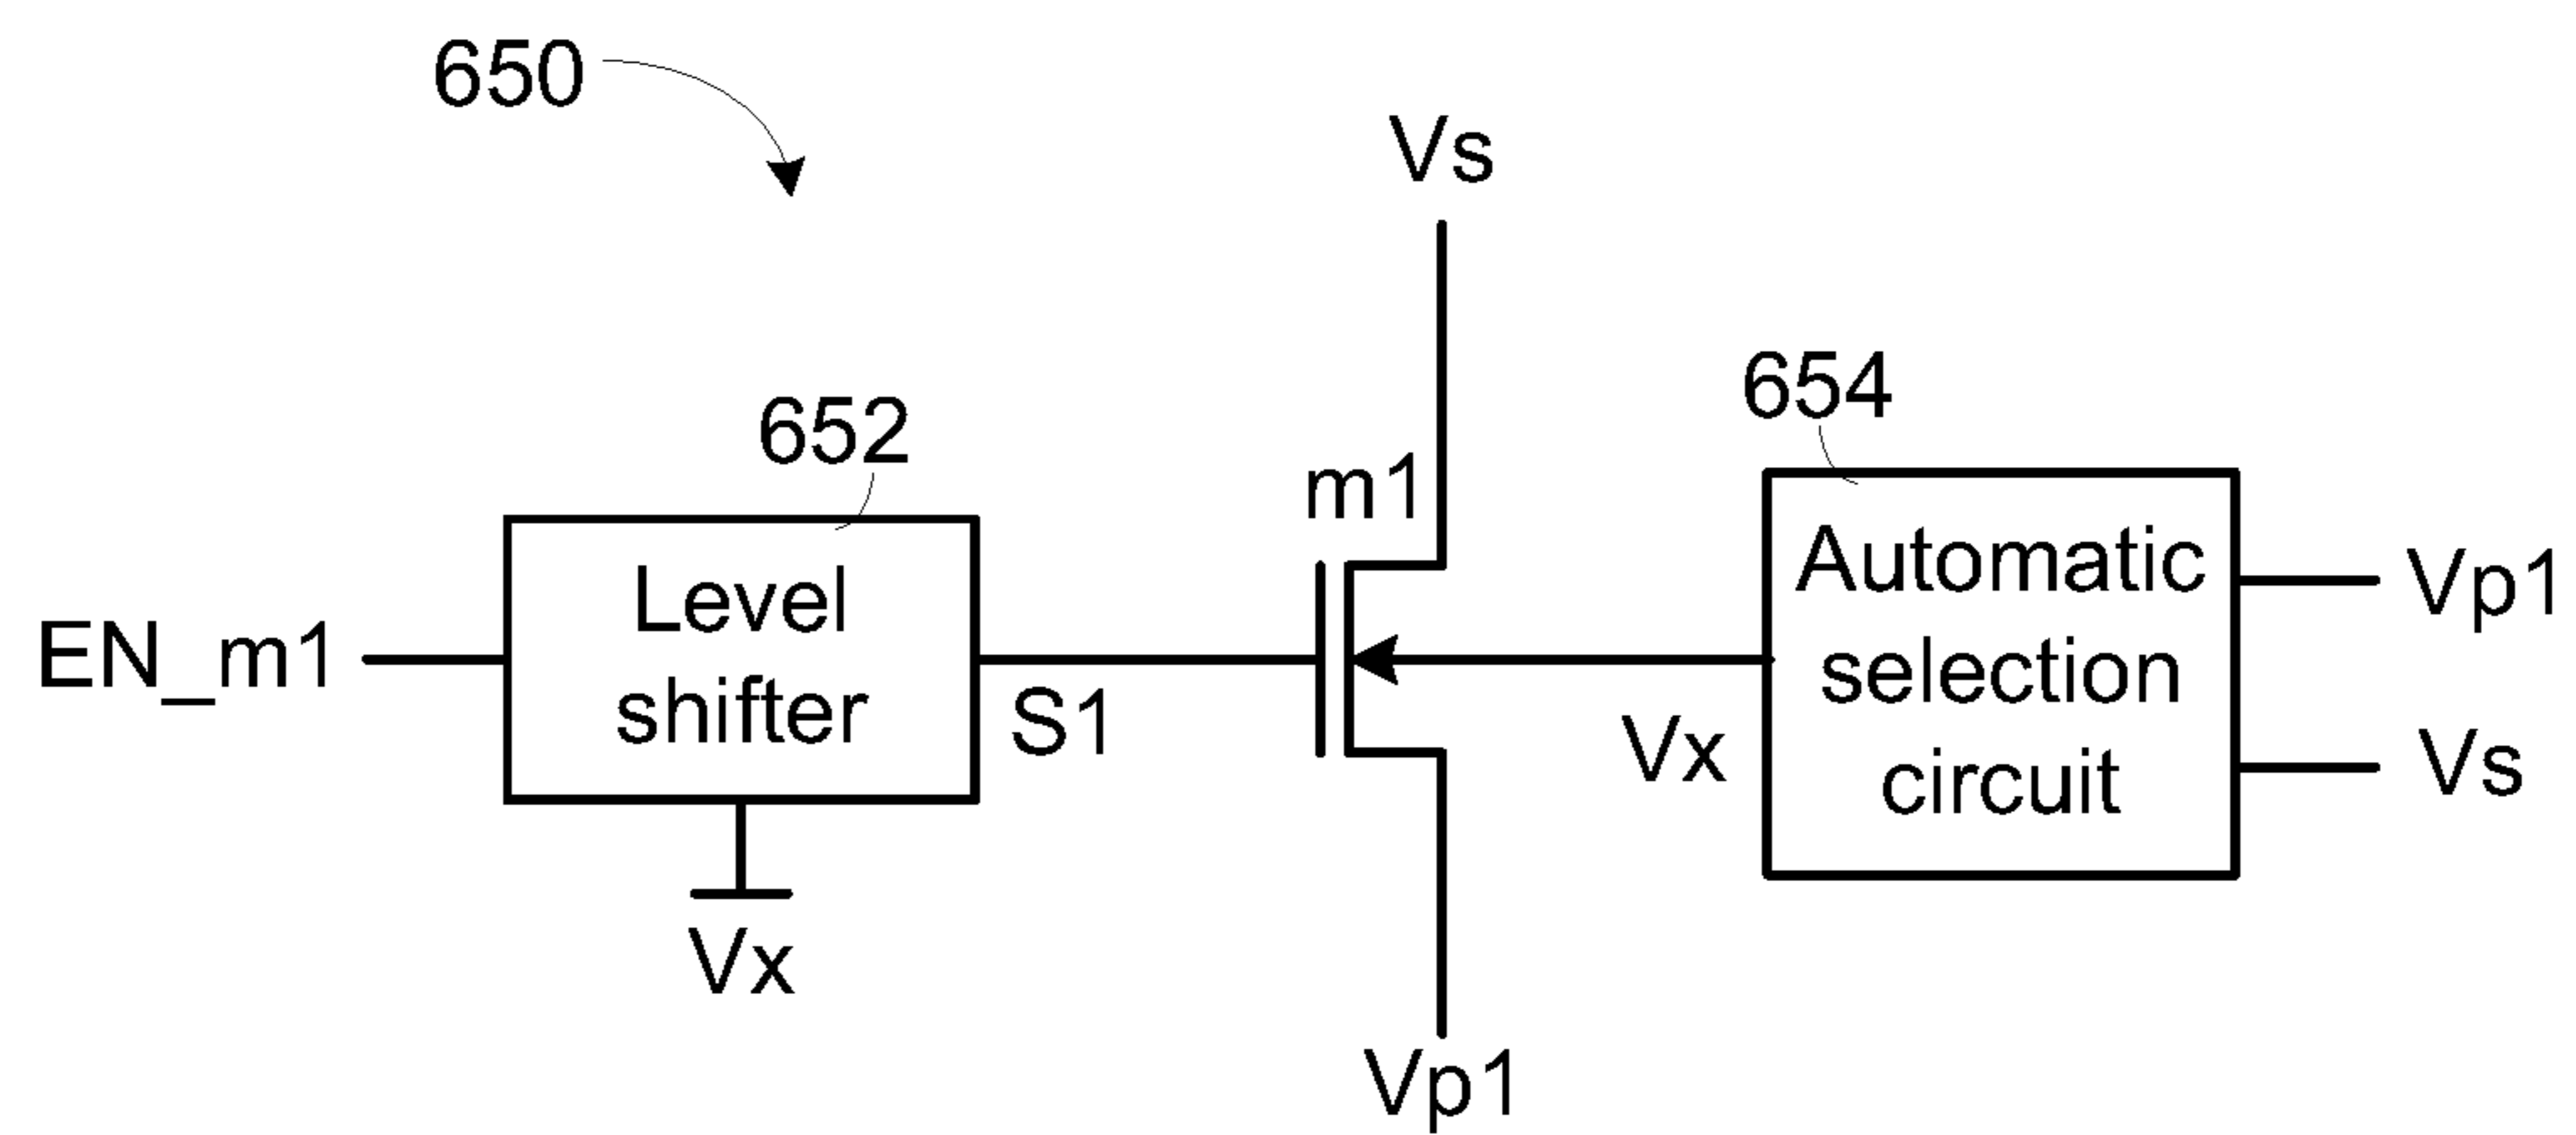 650
Vs
654
652
m1
Automatic
selection
circuit
Level
shifter
Vp1
EN_m1
S1
Vx
Vs
Vx
Vp1